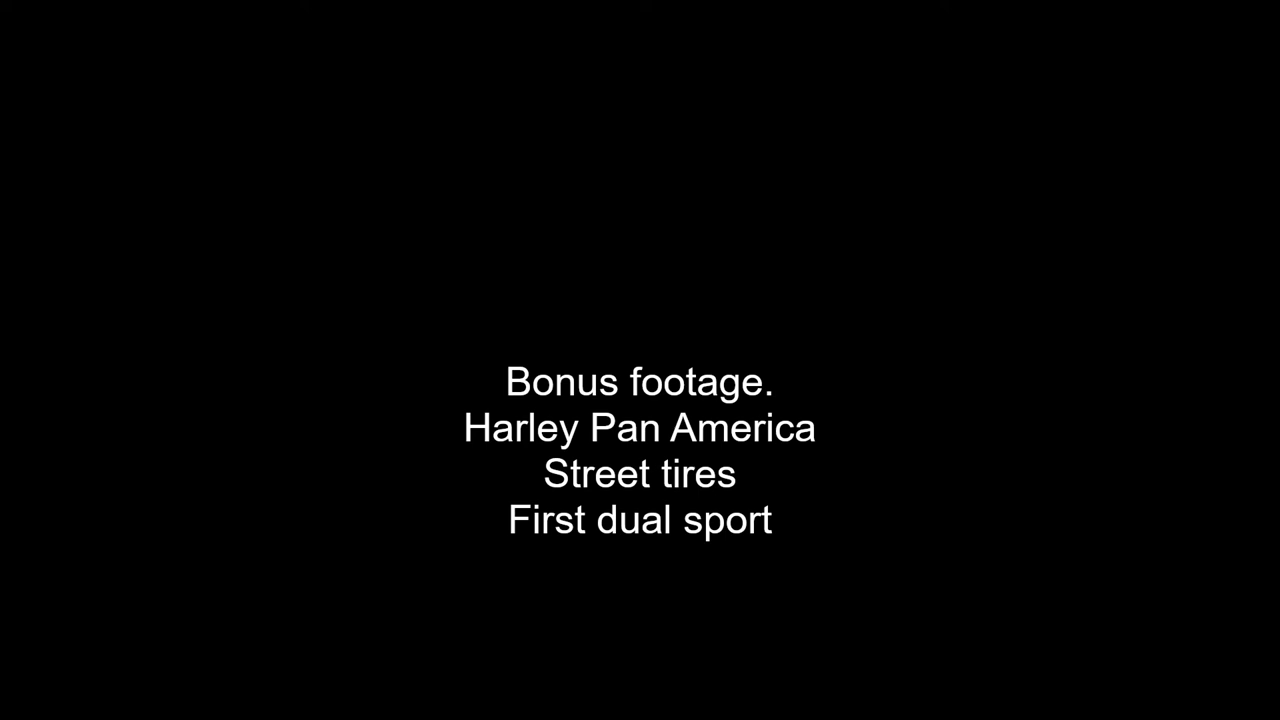 Bonus footage.
Harley Pan America
Street tires
First dual sport